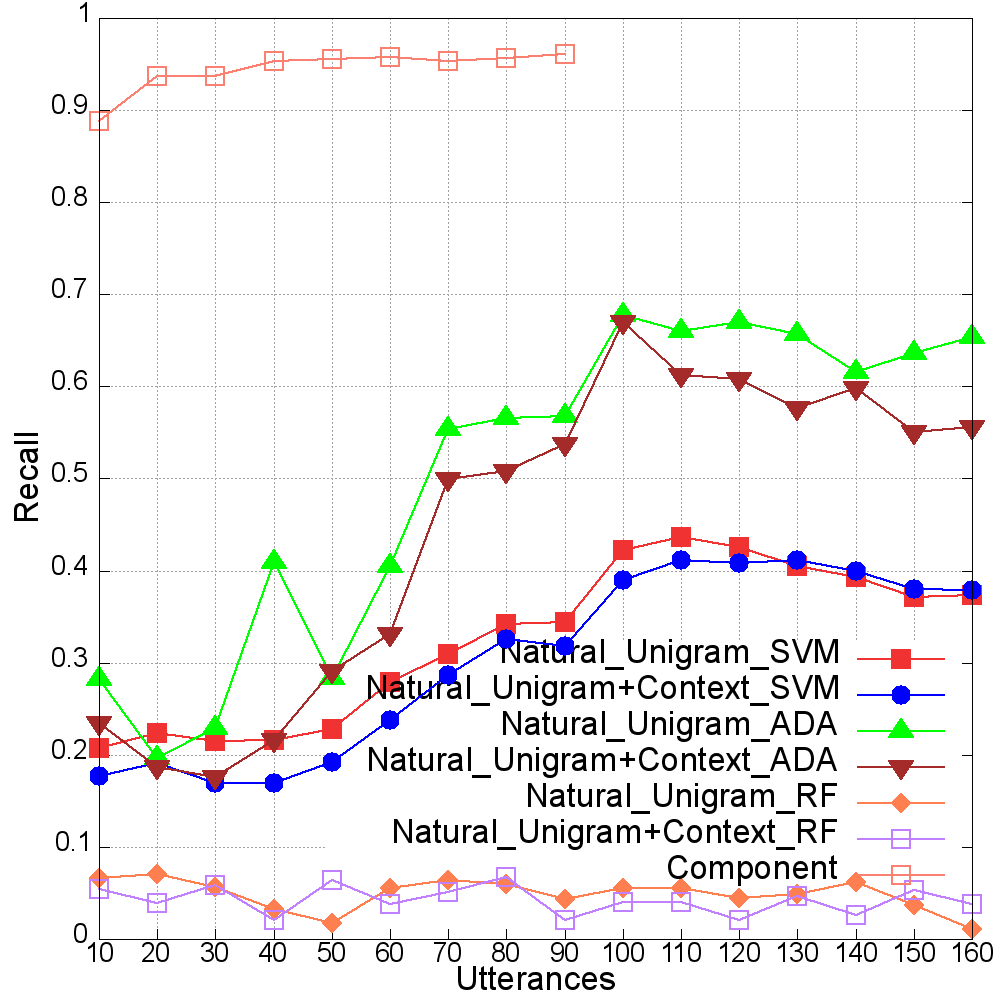 1
0.9
0.8
0.7
0.6
0.5
0.4
0.3
0.2
0.1
0
Recall
Natural_Unigram_SVM
Natural_Unigram+Context_SVM
Natural_Unigram_ADA
Natural_Unigram+Context_ADA
Natural_Unigram_RF
Natural_Unigram+Context_RF
Component
10 20 30 40 50 60 70 80 90 100 110 120 130 140 150 160
Utterances